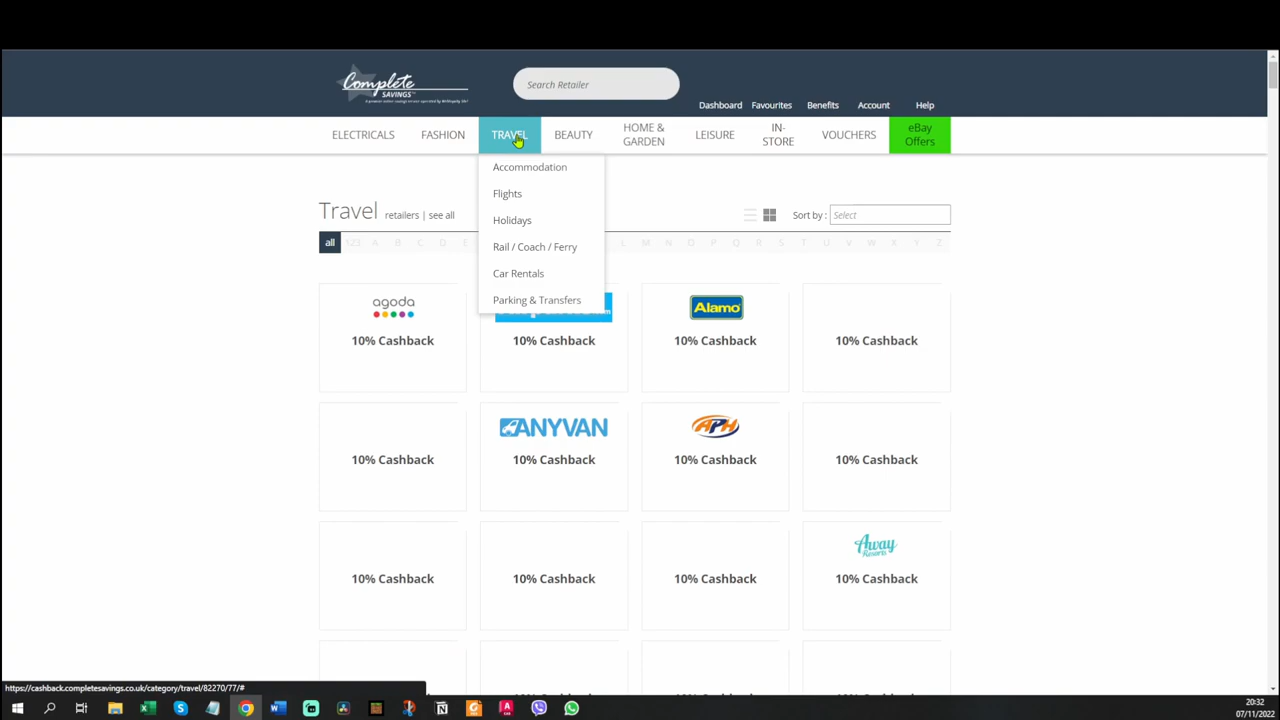 Complete
SAVINGS
Search Retailer
Dashboard
Favourites
Benefits
Account
Help
ELECTRICALS
FASHION
TRAVEL
BEAUTY
HOME &
GARDEN
LEISURE
IN-
STORE
VOUCHERS
eBay
Offers
Accommodation
Flights
Holidays
Rail / Coach / Ferry
Car Rentals
Parking & Transfers
Travel retailers | see all
Sort by :
Select
all 123 A B C D E L M N O P Q R S T U V W X Y Z
agoda
Alamo
10% Cashback
10% Cashback
10% Cashback
10% Cashback
ANYVAN
APH
10% Cashback
10% Cashback
10% Cashback
10% Cashback
Away
Resorts
10% Cashback
10% Cashback
10% Cashback
10% Cashback
https://cashback.completesavings.co.uk/category/travel/82270/77/#
20:32
07/11/2022